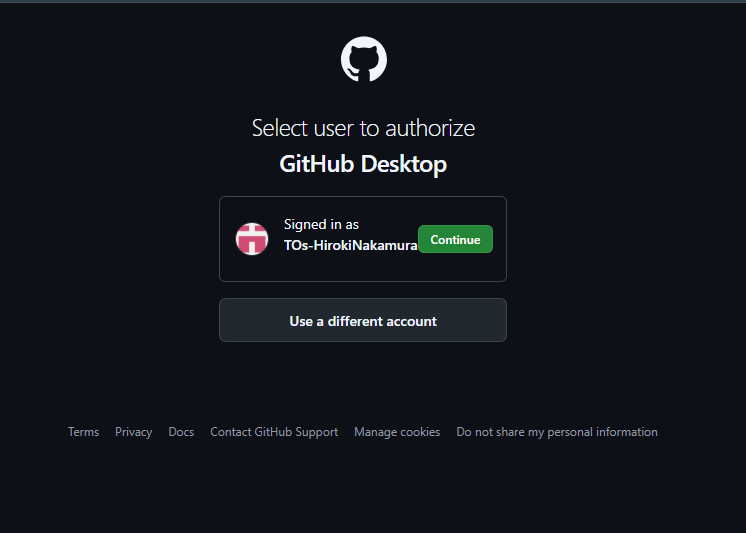 Select user to authorize
GitHub Desktop
Signed in as
TOs-HirokiNakamura
Continue
Use a different account
Terms Privacy Docs Contact GitHub Support Manage cookies Do not share my personal information